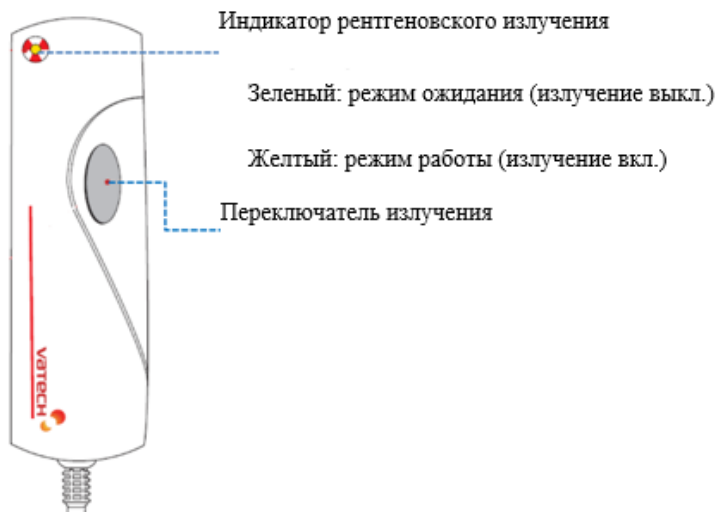 Индикатор рентгеновского излучения
Зеленый: режим ожидания (излучение выкл.)
Желтый: режим работы (излучение вкл.)
Переключатель излучения
vatech